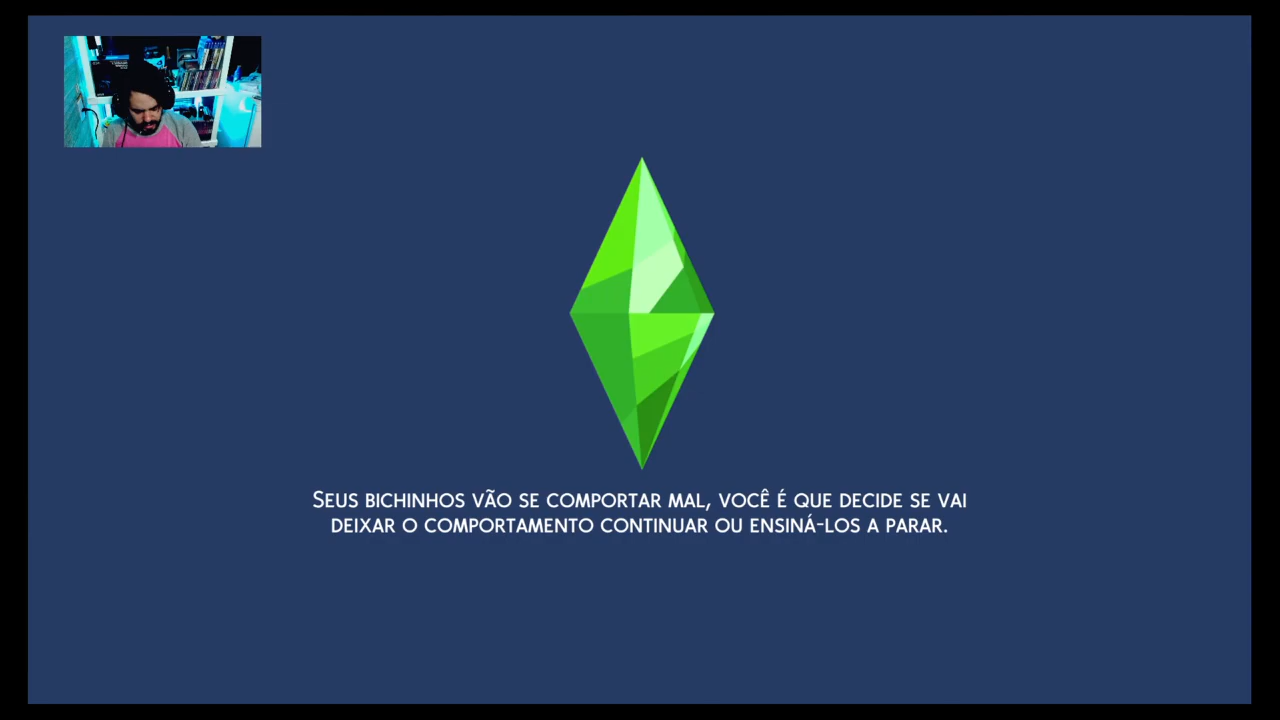 Seus bichinhos vão se comportar mal, você é que decide se vai
deixar o comportamento continuar ou ensiná-los a parar.